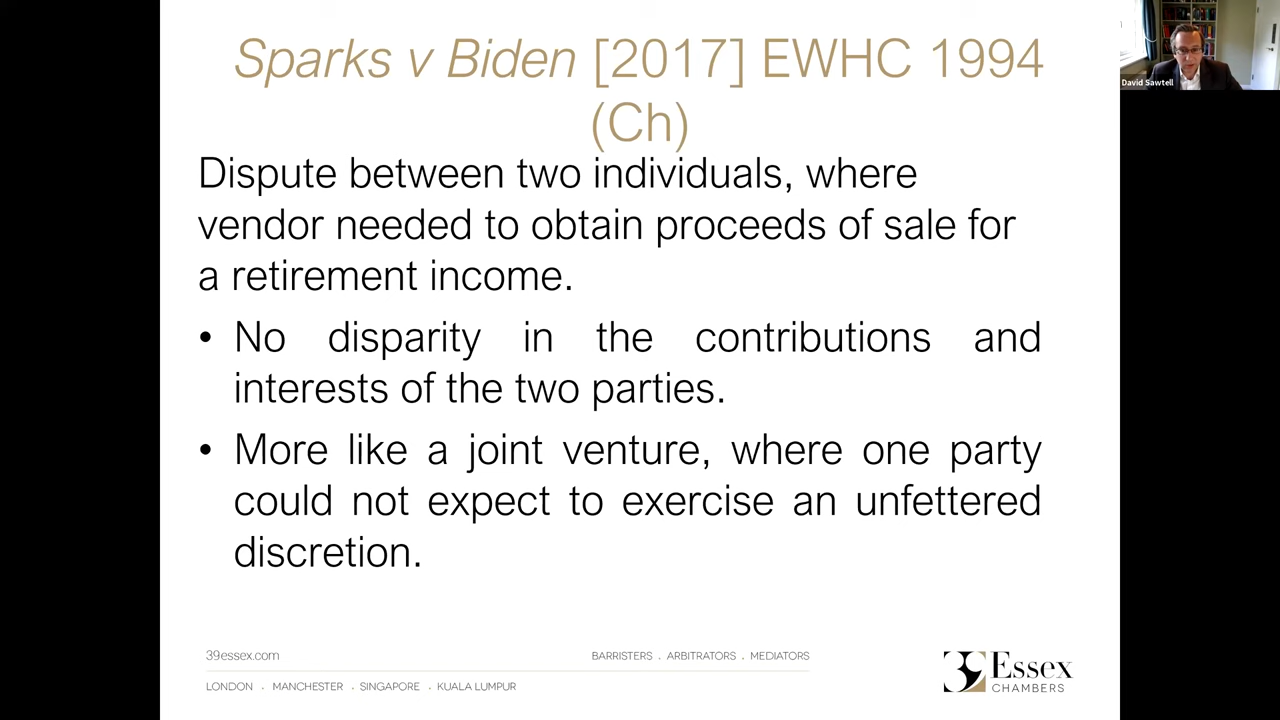 Sparks v Biden [2017] EWHC 1994
(Ch)
David Sawtell
Dispute between two individuals, where
vendor needed to obtain proceeds of sale for
a retirement income.
• No disparity in the contributions and
interests of the two parties.
• More like a joint venture, where one party
could not expect to exercise an unfettered
discretion.
39essex.com
BARRISTERS . ARBITRATORS . MEDIATORS
LONDON . MANCHESTER . SINGAPORE . KUALA LUMPUR
39 Essex
CHAMBERS